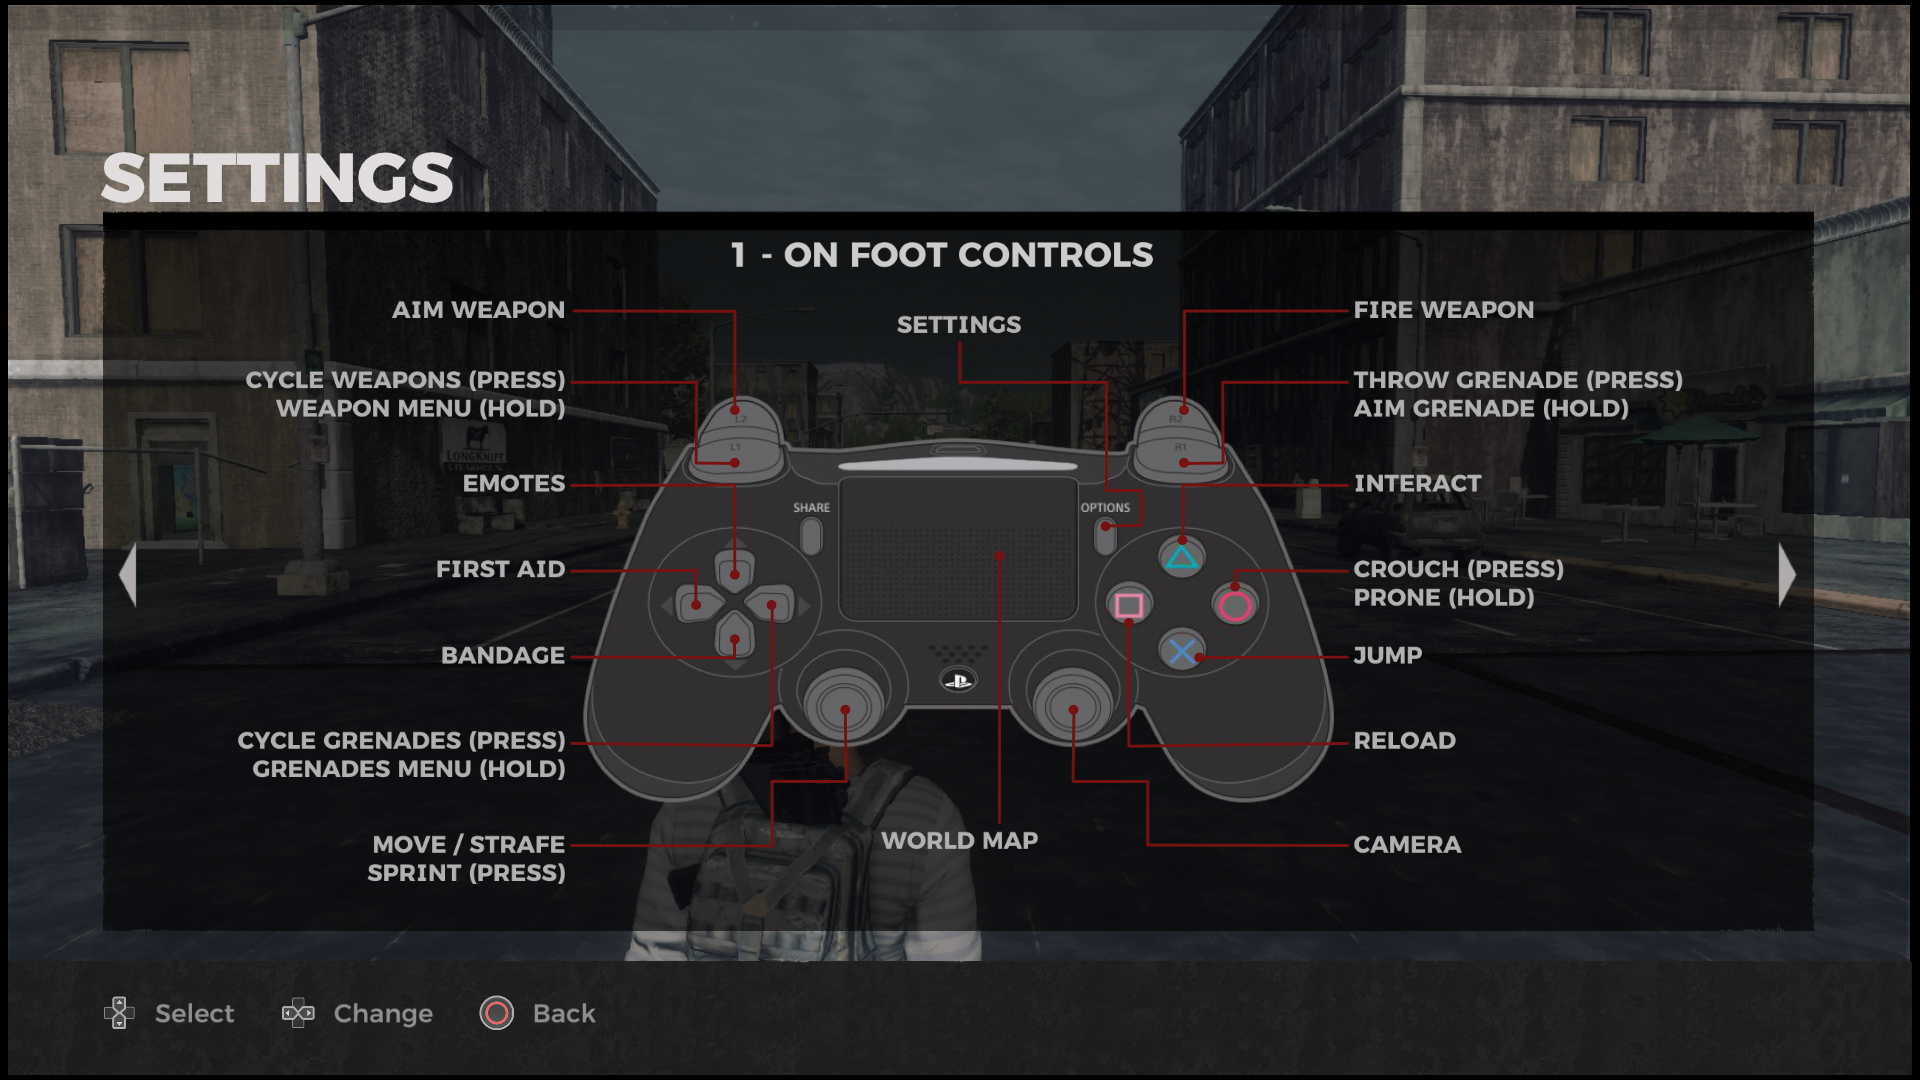 SETTINGS
1 - ON FOOT CONTROLS
AIM WEAPON
CYCLE WEAPONS (PRESS)
WEAPON MENU (HOLD)
EMOTES
FIRST AID
BANDAGE
CYCLE GRENADES (PRESS)
GRENADES MENU (HOLD)
MOVE / STRAFE
SPRINT (PRESS)
SETTINGS
L2
L1
R2
R1
SHARE
OPTIONS
WORLD MAP
FIRE WEAPON
THROW GRENADE (PRESS)
AIM GRENADE (HOLD)
INTERACT
CROUCH (PRESS)
PRONE (HOLD)
JUMP
RELOAD
CAMERA
LONGKNIFE
STEAKHOUSE
Select
Change
Back